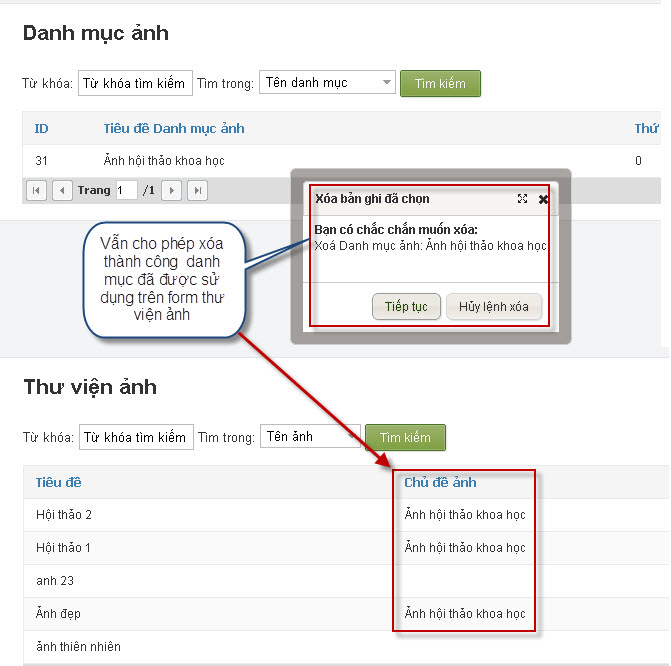 Danh mục ảnh
Từ khóa: Từ khóa tìm kiếm Tìm trong: Tên danh mục Tìm kiếm
ID Tiêu đề Danh mục ảnh Thứ
31 Ảnh hội thảo khoa học 0
Trang 1 /1
Xóa bản ghi đã chọn
Bạn có chắc chắn muốn xóa:
Xoá Danh mục ảnh: Ảnh hội thảo khoa học
Tiếp tục Hủy lệnh xóa
Vẫn cho phép xóa
thành công danh
mục đã được sử
dụng trên form thư
viện ảnh
Thư viện ảnh
Từ khóa: Từ khóa tìm kiếm Tìm trong: Tên ảnh Tìm kiếm
Tiêu đề Chủ đề ảnh
Hội thảo 2 Ảnh hội thảo khoa học
Hội thảo 1 Ảnh hội thảo khoa học
anh 23
Ảnh đẹp Ảnh hội thảo khoa học
ảnh thiên nhiên